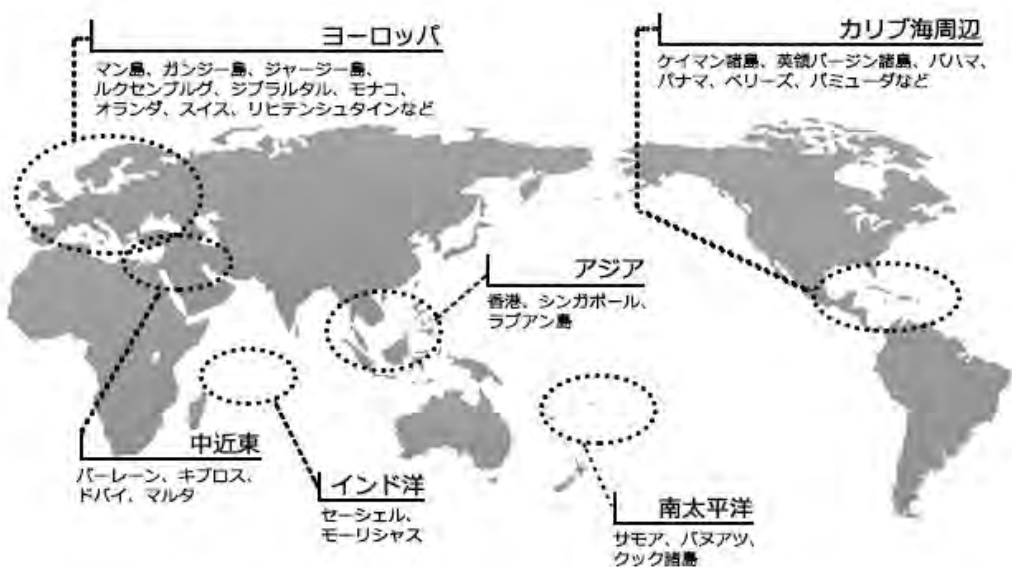 ヨーロッパ
マン島、ガンジー島、ジャージー島、
ルクセンブルグ、ジブラルタル、モナコ、
オランダ、スイス、リヒテンシュタインなど
カリブ海周辺
ケイマン諸島、英領バージン諸島、バハマ、
パナマ、ベリーズ、バミューダなど
アジア
香港、シンガポール、
ラブアン島
中近東
バーレーン、キプロス、
ドバイ、マルタ
インド洋
セーシェル、
モーリシャス
南太平洋
サモア、バヌアツ、
クック諸島